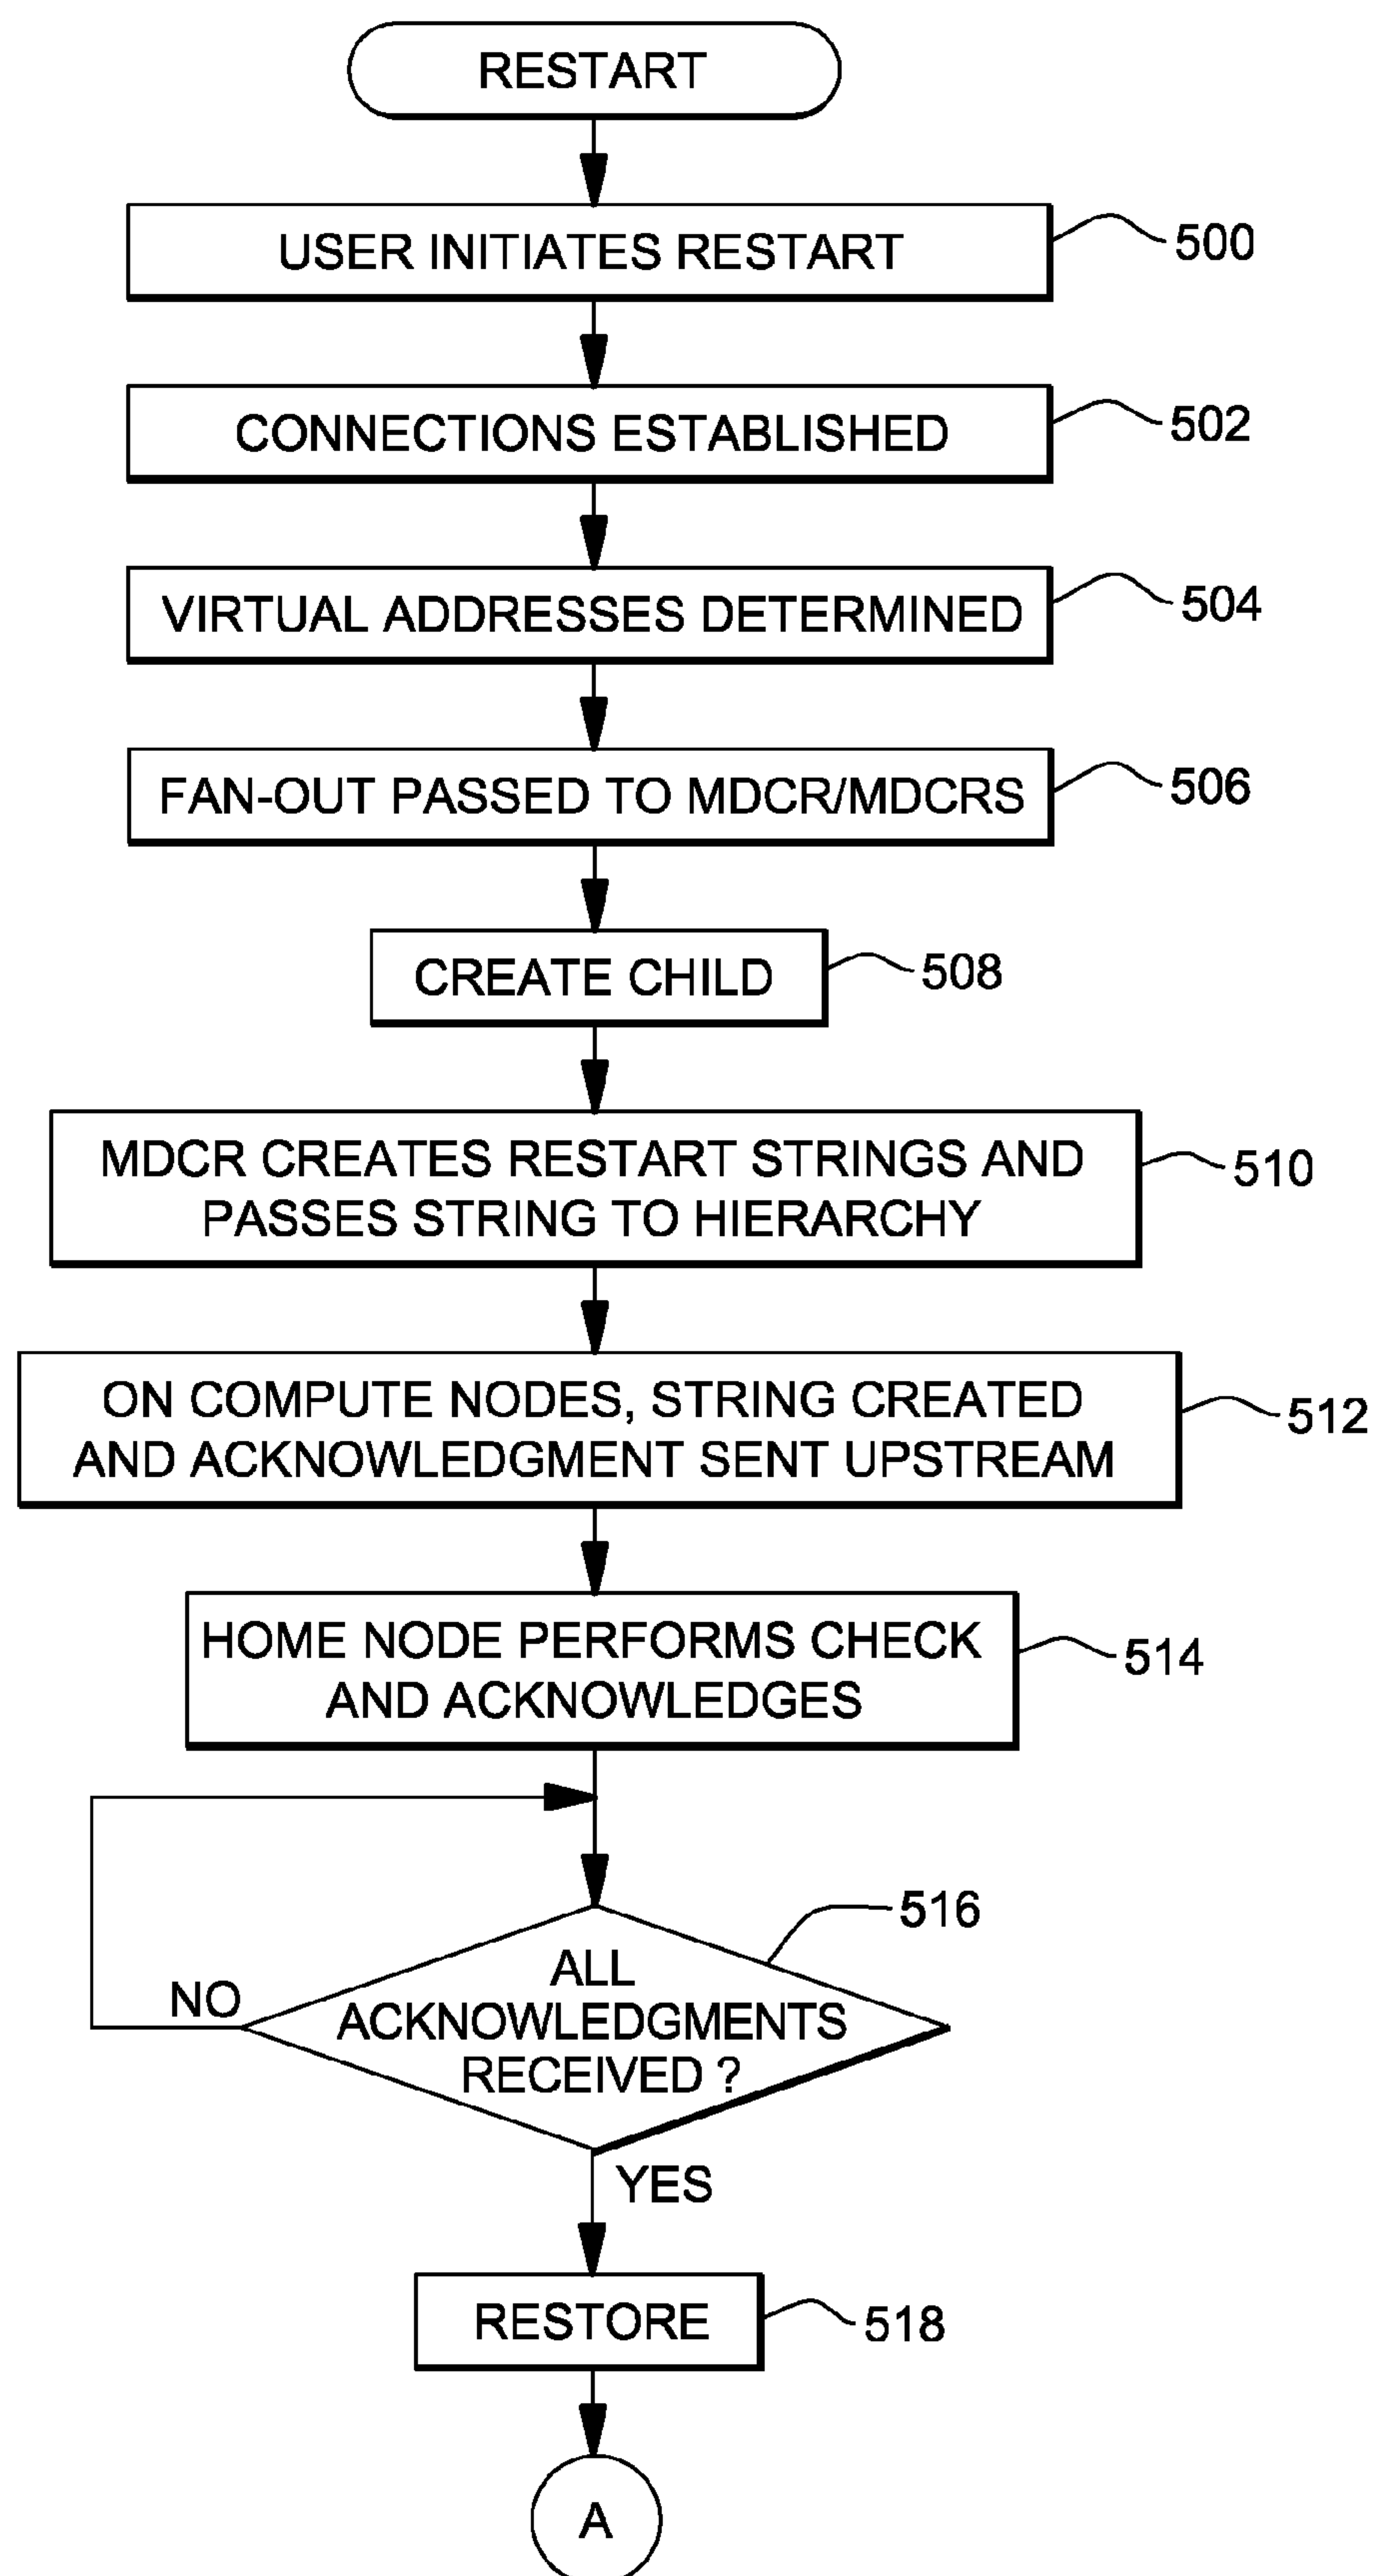 RESTART
USER INITIATES RESTART
500
CONNECTIONS ESTABLISHED
502
VIRTUAL ADDRESSES DETERMINED
504
FAN-OUT PASSED TO MDCR/MDCRS
506
CREATE CHILD
508
MDCR CREATES RESTART STRINGS AND
PASSES STRING TO HIERARCHY
510
ON COMPUTE NODES, STRING CREATED
AND ACKNOWLEDGMENT SENT UPSTREAM
512
HOME NODE PERFORMS CHECK
AND ACKNOWLEDGES
514
516
ALL
ACKNOWLEDGMENTS
RECEIVED ?
NO
YES
RESTORE
518
A